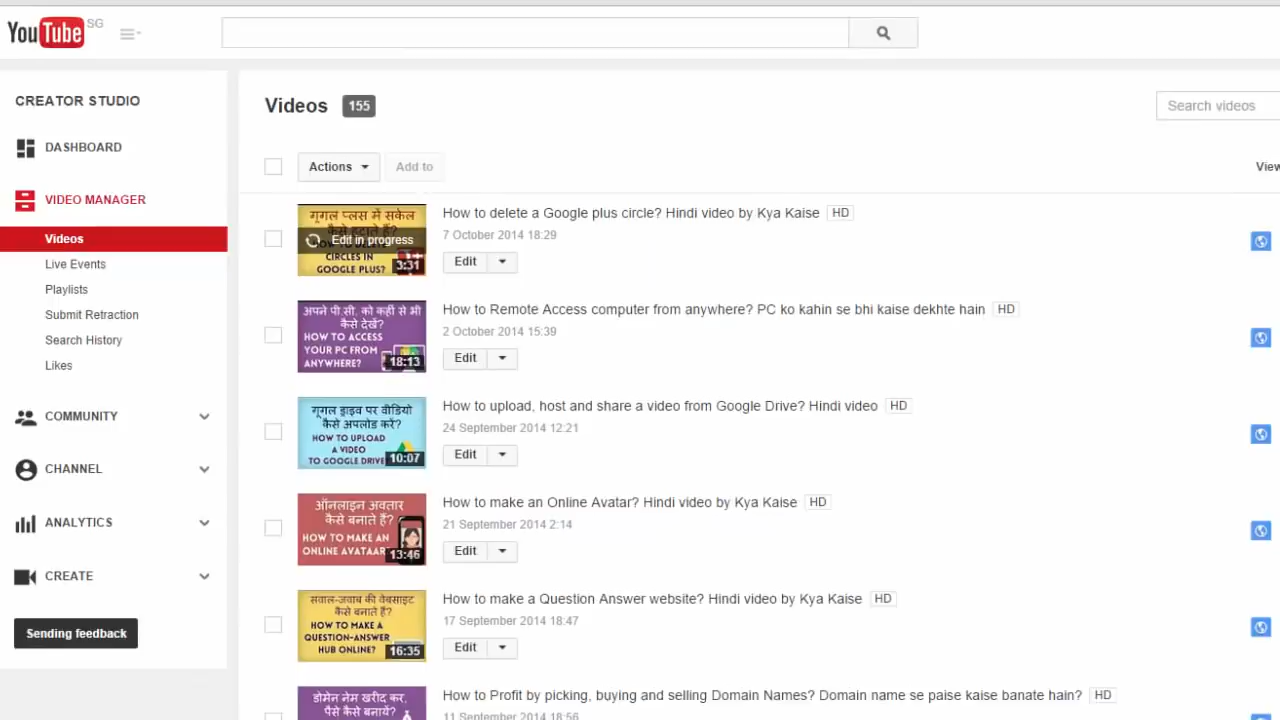 YouTube SG
CREATOR STUDIO
DASHBOARD
VIDEO MANAGER
Videos
Live Events
Playlists
Submit Retraction
Search History
Likes
COMMUNITY
CHANNEL
ANALYTICS
CREATE
Sending feedback
Videos 155
Search videos
Actions Add to
View
गूगल प्लस में सर्कल
कैसे हटाते हैं?
Edit in progress
CIRCLES IN
GOOGLE PLUS?
3:31
How to delete a Google plus circle? Hindi video by Kya Kaise HD
7 October 2014 18:29
Edit
अपने पी.सी. को कहीं से भी
कैसे देखें?
HOW TO ACCESS
YOUR PC FROM
ANYWHERE?
18:13
How to Remote Access computer from anywhere? PC ko kahin se bhi kaise dekhte hain HD
2 October 2014 15:39
Edit
गूगल ड्राइव पर वीडियो
कैसे अपलोड करें?
HOW TO UPLOAD
A VIDEO
TO GOOGLE DRIVE
10:07
How to upload, host and share a video from Google Drive? Hindi video HD
24 September 2014 12:21
Edit
ऑनलाइन अवतार
कैसे बनाते हैं?
HOW TO MAKE AN
ONLINE AVATAAR
13:46
How to make an Online Avatar? Hindi video by Kya Kaise HD
21 September 2014 2:14
Edit
सवाल-जवाब की वेबसाइट
कैसे बनाते हैं?
HOW TO MAKE A
QUESTION-ANSWER
HUB ONLINE?
16:35
How to make a Question Answer website? Hindi video by Kya Kaise HD
17 September 2014 18:47
Edit
डोमेन नेम खरीद कर,
पैसे कैसे बनायें?
How to Profit by picking, buying and selling Domain Names? Domain name se paise kaise banate hain? HD
11 September 2014 18:56